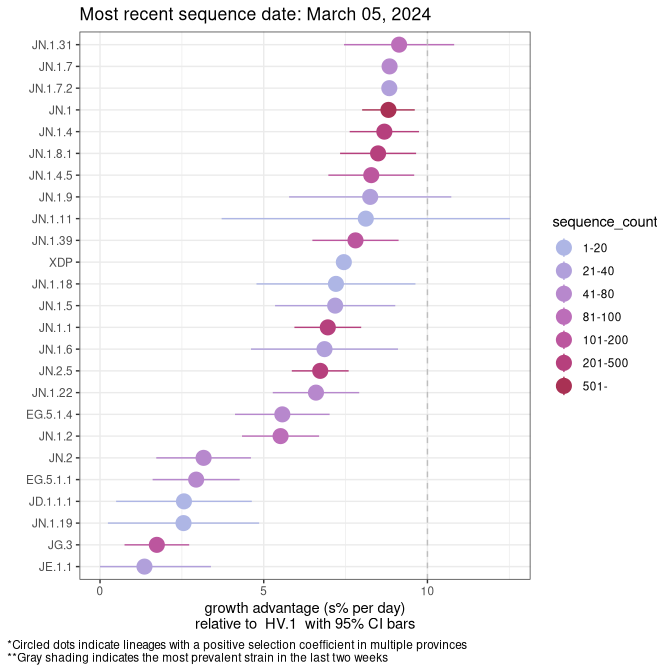 Most recent sequence date: March 05, 2024
JN.1.31
JN.1.7
JN.1.7.2
JN.1
JN.1.4
JN.1.8.1
JN.1.4.5
JN.1.9
JN.1.11
JN.1.39
XDP
JN.1.18
JN.1.5
JN.1.1
JN.1.6
JN.2.5
JN.1.22
EG.5.1.4
JN.1.2
JN.2
EG.5.1.1
JD.1.1.1
JN.1.19
JG.3
JE.1.1
0 5 10
growth advantage (s% per day)
relative to HV.1 with 95% CI bars
sequence_count
1-20
21-40
41-80
81-100
101-200
201-500
501-
*Circled dots indicate lineages with a positive selection coefficient in multiple provinces
**Gray shading indicates the most prevalent strain in the last two weeks